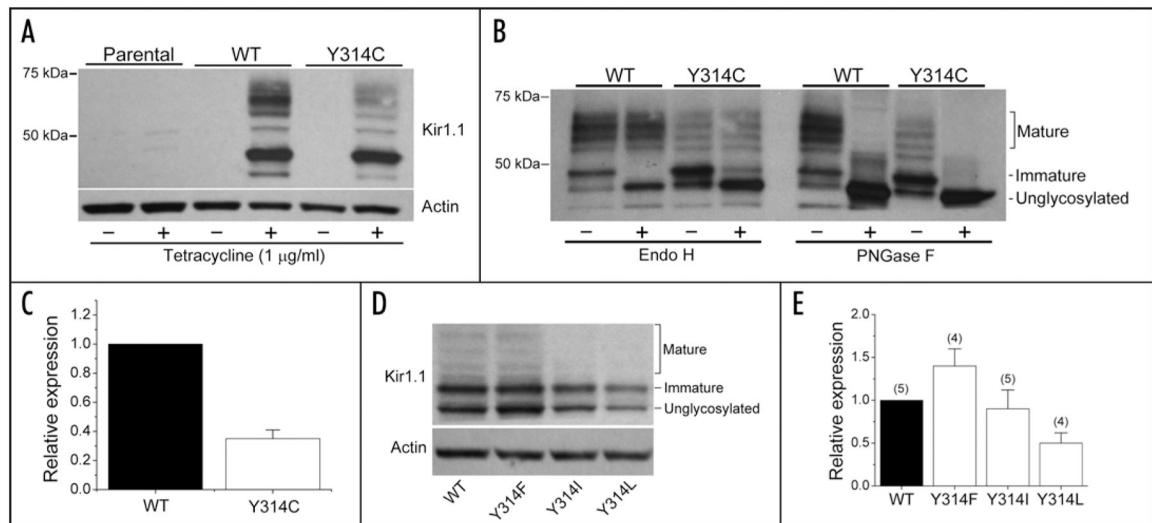 A
Parental WT Y314C
75 kDa
50 kDa
Kir1.1
Actin
– + – + – +
Tetracycline (1 µg/ml)
B
WT Y314C WT Y314C
75 kDa
50 kDa
Mature
Immature
Unglycosylated
– + – + – + – +
Endo H PNGase F
C
Relative expression
1.2
1.0
0.8
0.6
0.4
0.2
0.0
WT Y314C
D
Kir1.1
Mature
Immature
Unglycosylated
Actin
WT Y314F Y314I Y314L
E
Relative expression
2.0
1.5
1.0
0.5
0.0
(5) (4) (5) (4)
WT Y314F Y314I Y314L